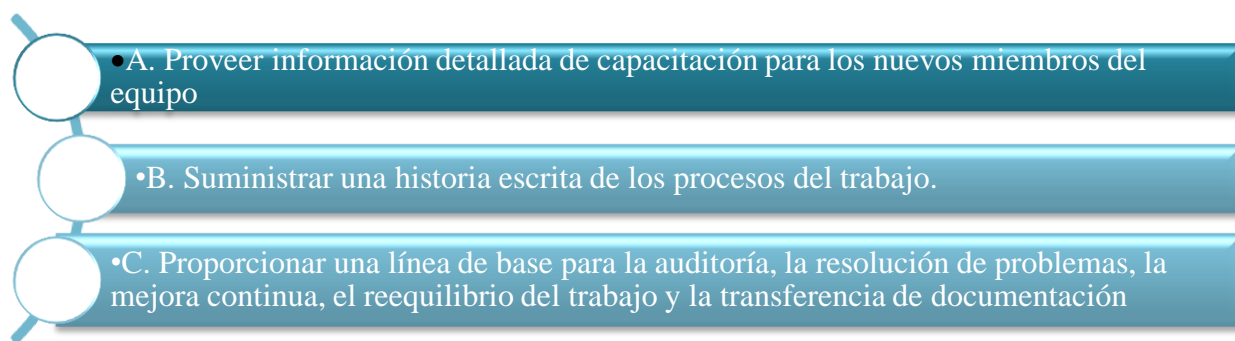 •A. Proveer información detallada de capacitación para los nuevos miembros del
equipo
•B. Suministrar una historia escrita de los procesos del trabajo.
•C. Proporcionar una línea de base para la auditoría, la resolución de problemas, la
mejora continua, el reequilibrio del trabajo y la transferencia de documentación